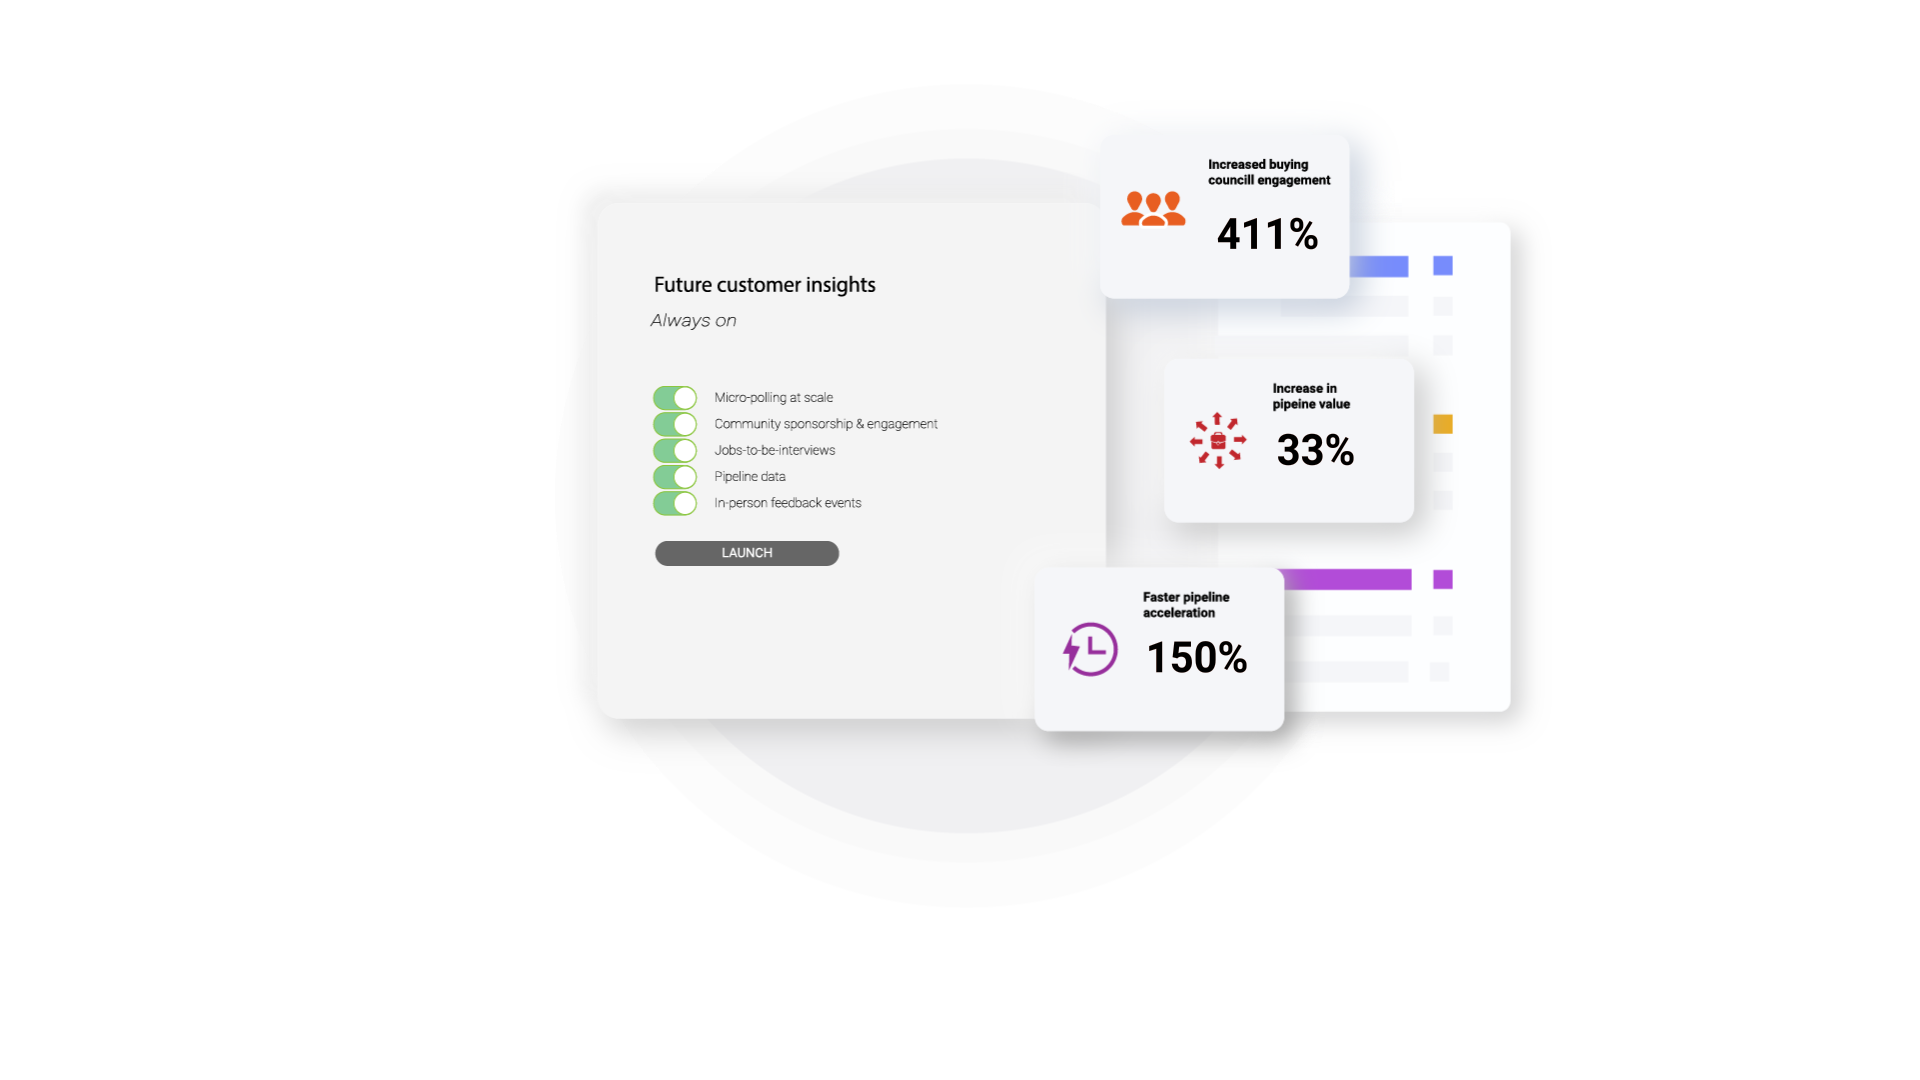 Future customer insights
Always on
Micro-polling at scale
Community sponsorship & engagement
Jobs-to-be-interviews
Pipeline data
In-person feedback events
LAUNCH
Increased buying
councill engagement
411%
Increase in
pipeine value
33%
Faster pipeline
acceleration
150%